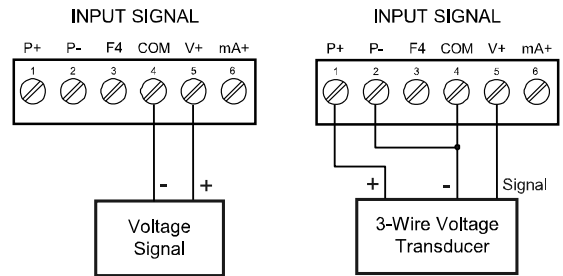 INPUT SIGNAL
P+ P- F4 COM V+ mA+
1 2 3 4 5 6
- +
Voltage
Signal
INPUT SIGNAL
P+ P- F4 COM V+ mA+
1 2 3 4 5 6
+ - Signal
3-Wire Voltage
Transducer